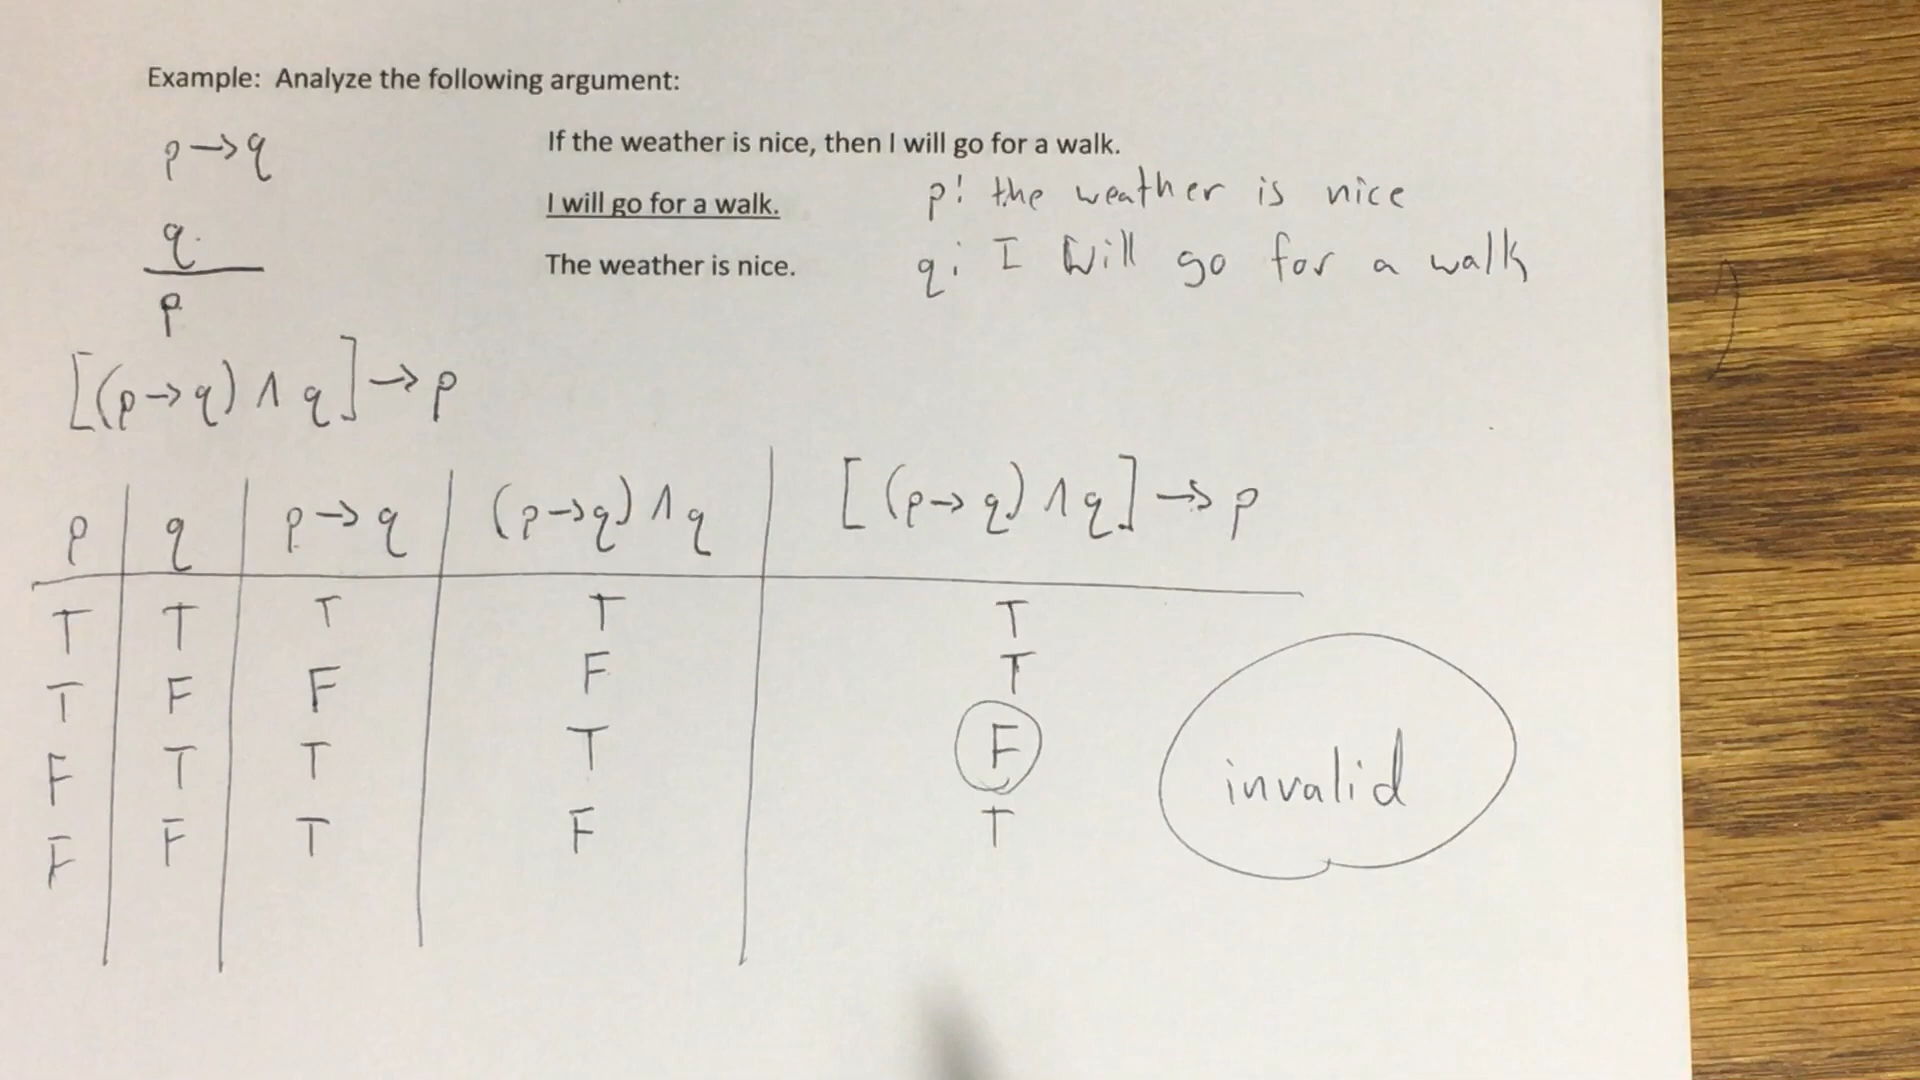 Example: Analyze the following argument:
p → q
If the weather is nice, then I will go for a walk.
p: the weather is nice
q
I will go for a walk.
q: I will go for a walk
p
The weather is nice.
[(p → q) ∧ q] → p
p q p → q (p → q) ∧ q [(p → q) ∧ q] → p
T T T T T
T F F F T
F T T T F
F F T F T
invalid